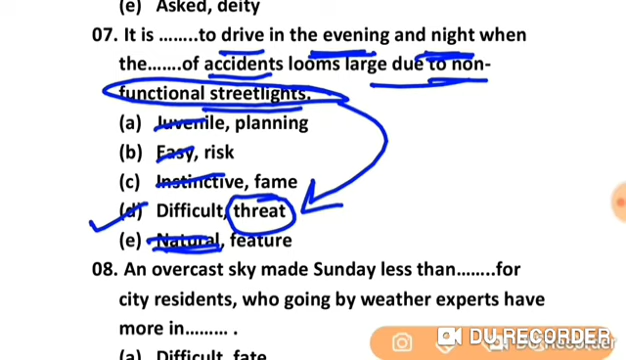 (e) Asked, deity
07. It is ........to drive in the evening and night when
the.......of accidents looms large due to non-
functional streetlights.
(a) Juvenile, planning
(b) Easy, risk
(c) Instinctive, fame
(d) Difficult, threat
(e) Natural, feature
08. An overcast sky made Sunday less than........for
city residents, who going by weather experts have
more in......... .
(a) Difficult, fate
DU RECORDER